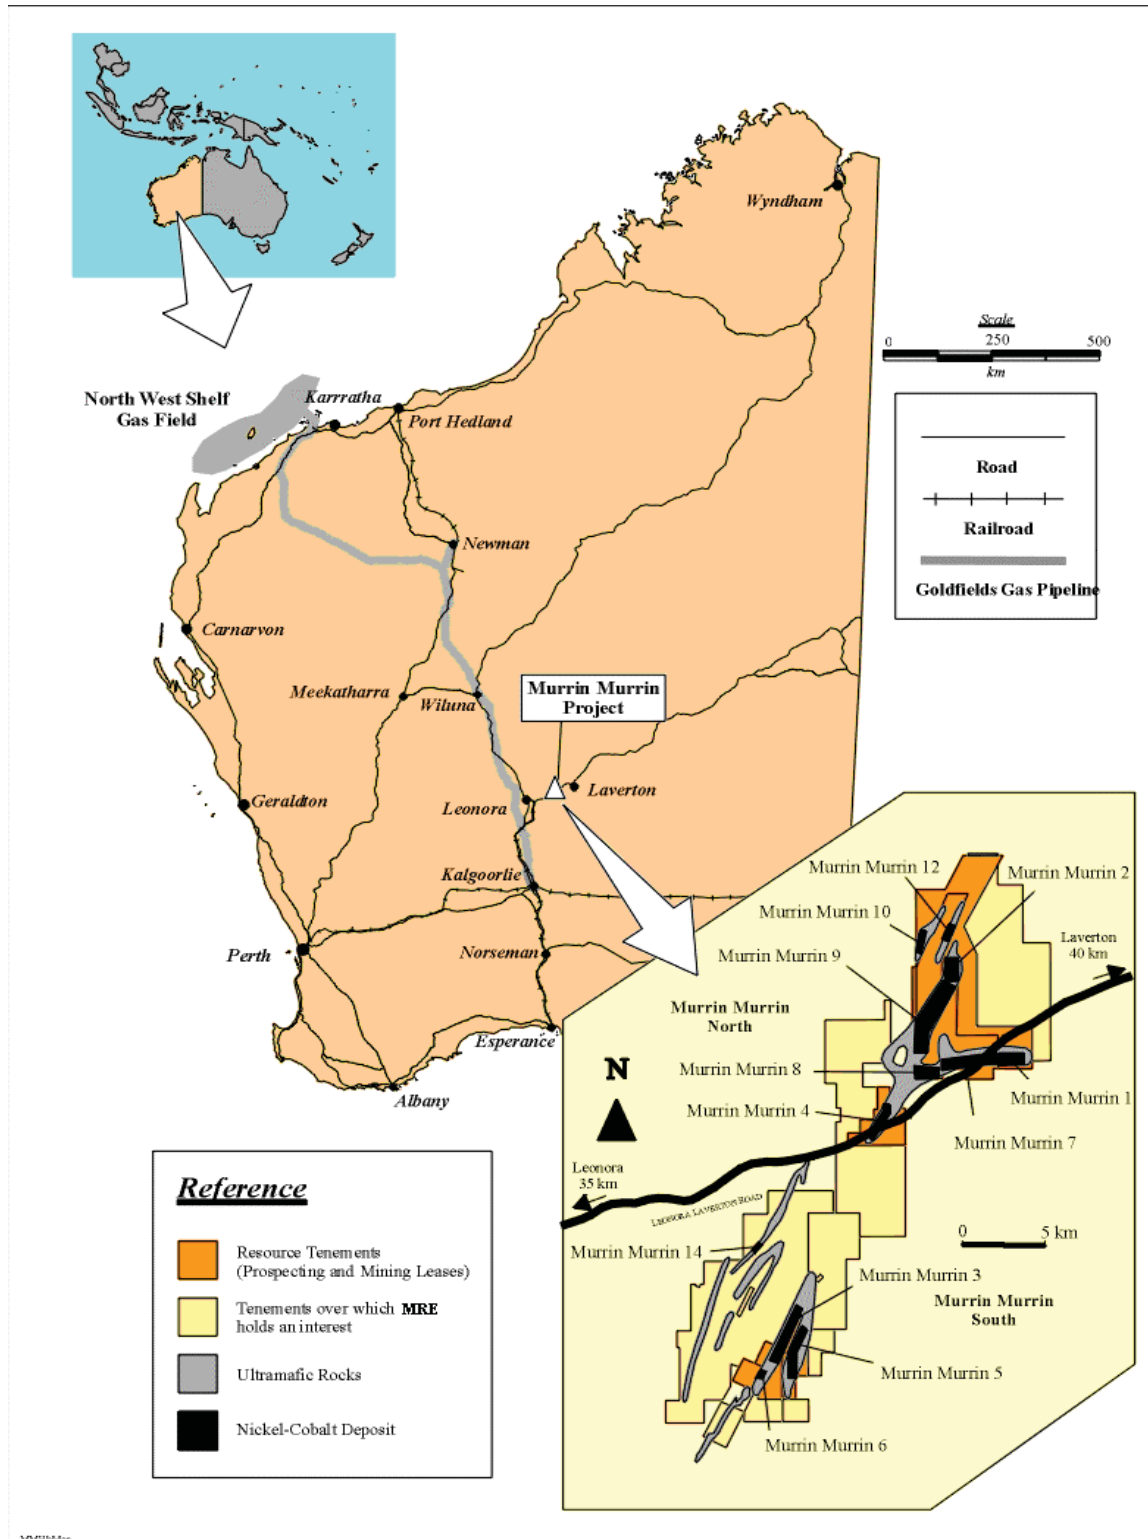 Wyndham
Scale
0 250 500
km
North West Shelf
Gas Field
Karrratha
Port Hedland
Road
Railroad
Goldfields Gas Pipeline
Newman
Carnarvon
Meekatharra
Wiluna
Murrin Murrin
Project
Laverton
Leonora
Geraldton
Kalgoorlie
Perth
Norseman
Esperance
Albany
Murrin Murrin 12
Murrin Murrin 2
Murrin Murrin 10
Murrin Murrin 9
Laverton
40 km
Murrin Murrin
North
N
Murrin Murrin 8
Murrin Murrin 4
Murrin Murrin 1
Murrin Murrin 7
Leonora
35 km
LEONORA LAVERTON ROAD
0 5 km
Murrin Murrin 14
Murrin Murrin 3
Murrin Murrin
South
Murrin Murrin 5
Murrin Murrin 6
Reference
Resource Tenements
(Prospecting and Mining Leases)
Tenements over which MRE
holds an interest
Ultramafic Rocks
Nickel-Cobalt Deposit